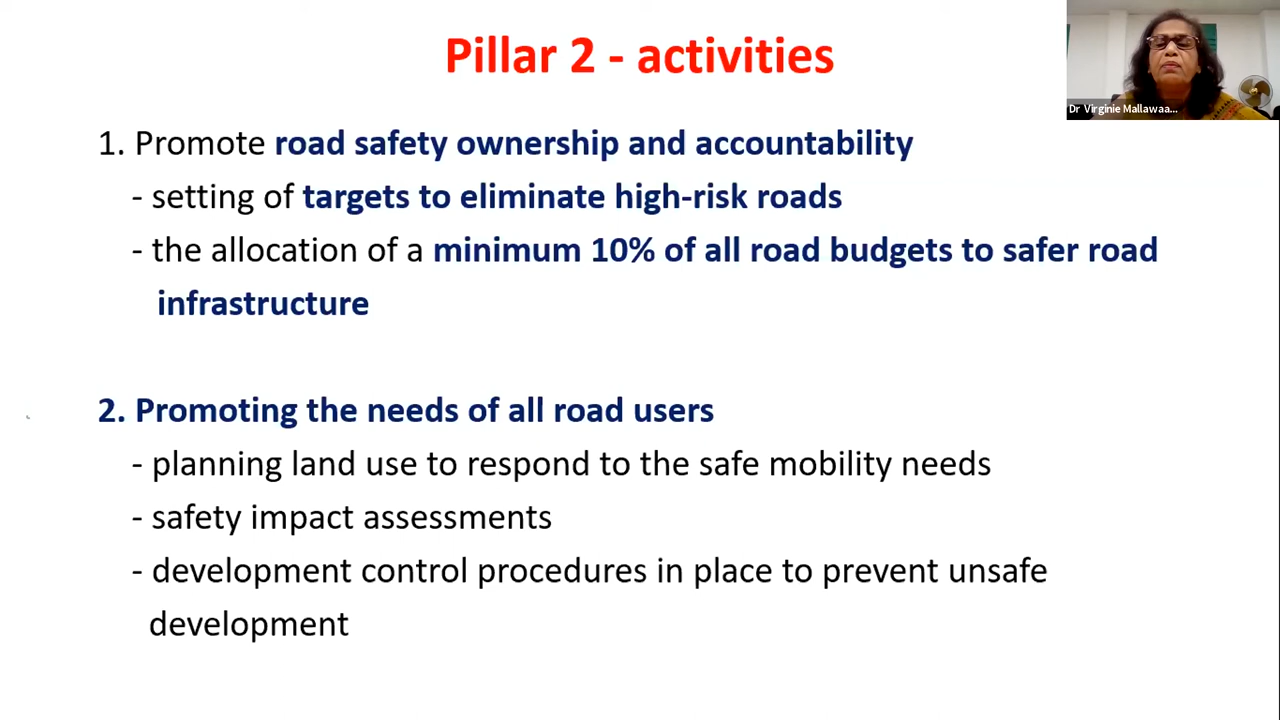 Pillar 2 - activities
Dr Virginie Mallawaa...
1. Promote road safety ownership and accountability
- setting of targets to eliminate high-risk roads
- the allocation of a minimum 10% of all road budgets to safer road
infrastructure
2. Promoting the needs of all road users
- planning land use to respond to the safe mobility needs
- safety impact assessments
- development control procedures in place to prevent unsafe
development